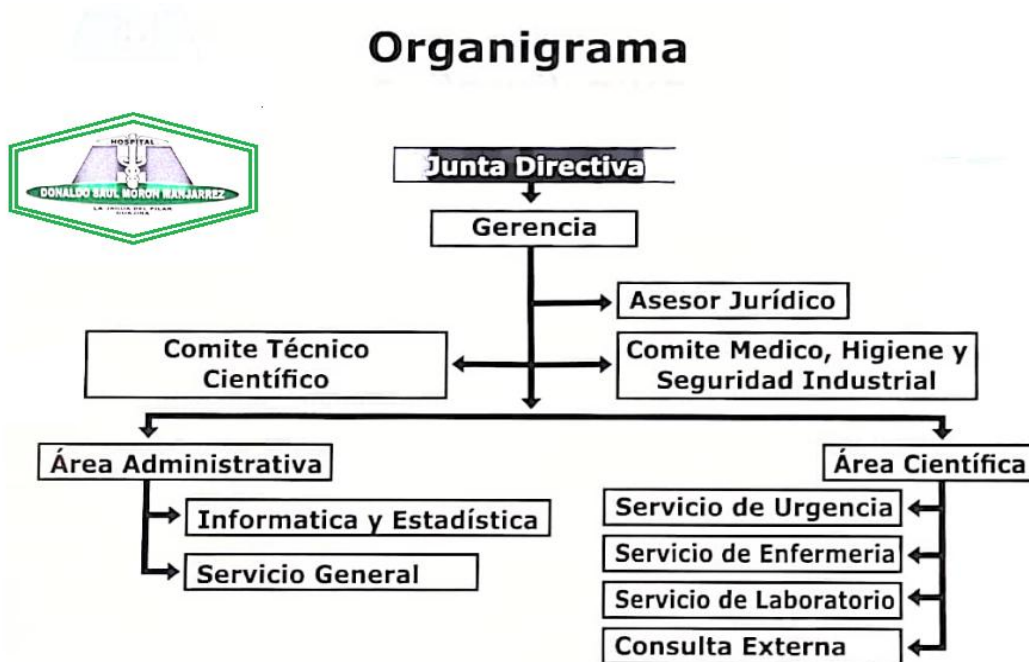 Organigrama
HOSPITAL
DONALDO SAUL MORON MANJARREZ
LA JAGUA DEL PILAR
GUAJIRA
Junta Directiva
Gerencia
Asesor Jurídico
Comite Técnico
Científico
Comite Medico, Higiene y
Seguridad Industrial
Área Administrativa
Área Científica
Informatica y Estadística
Servicio General
Servicio de Urgencia
Servicio de Enfermeria
Servicio de Laboratorio
Consulta Externa